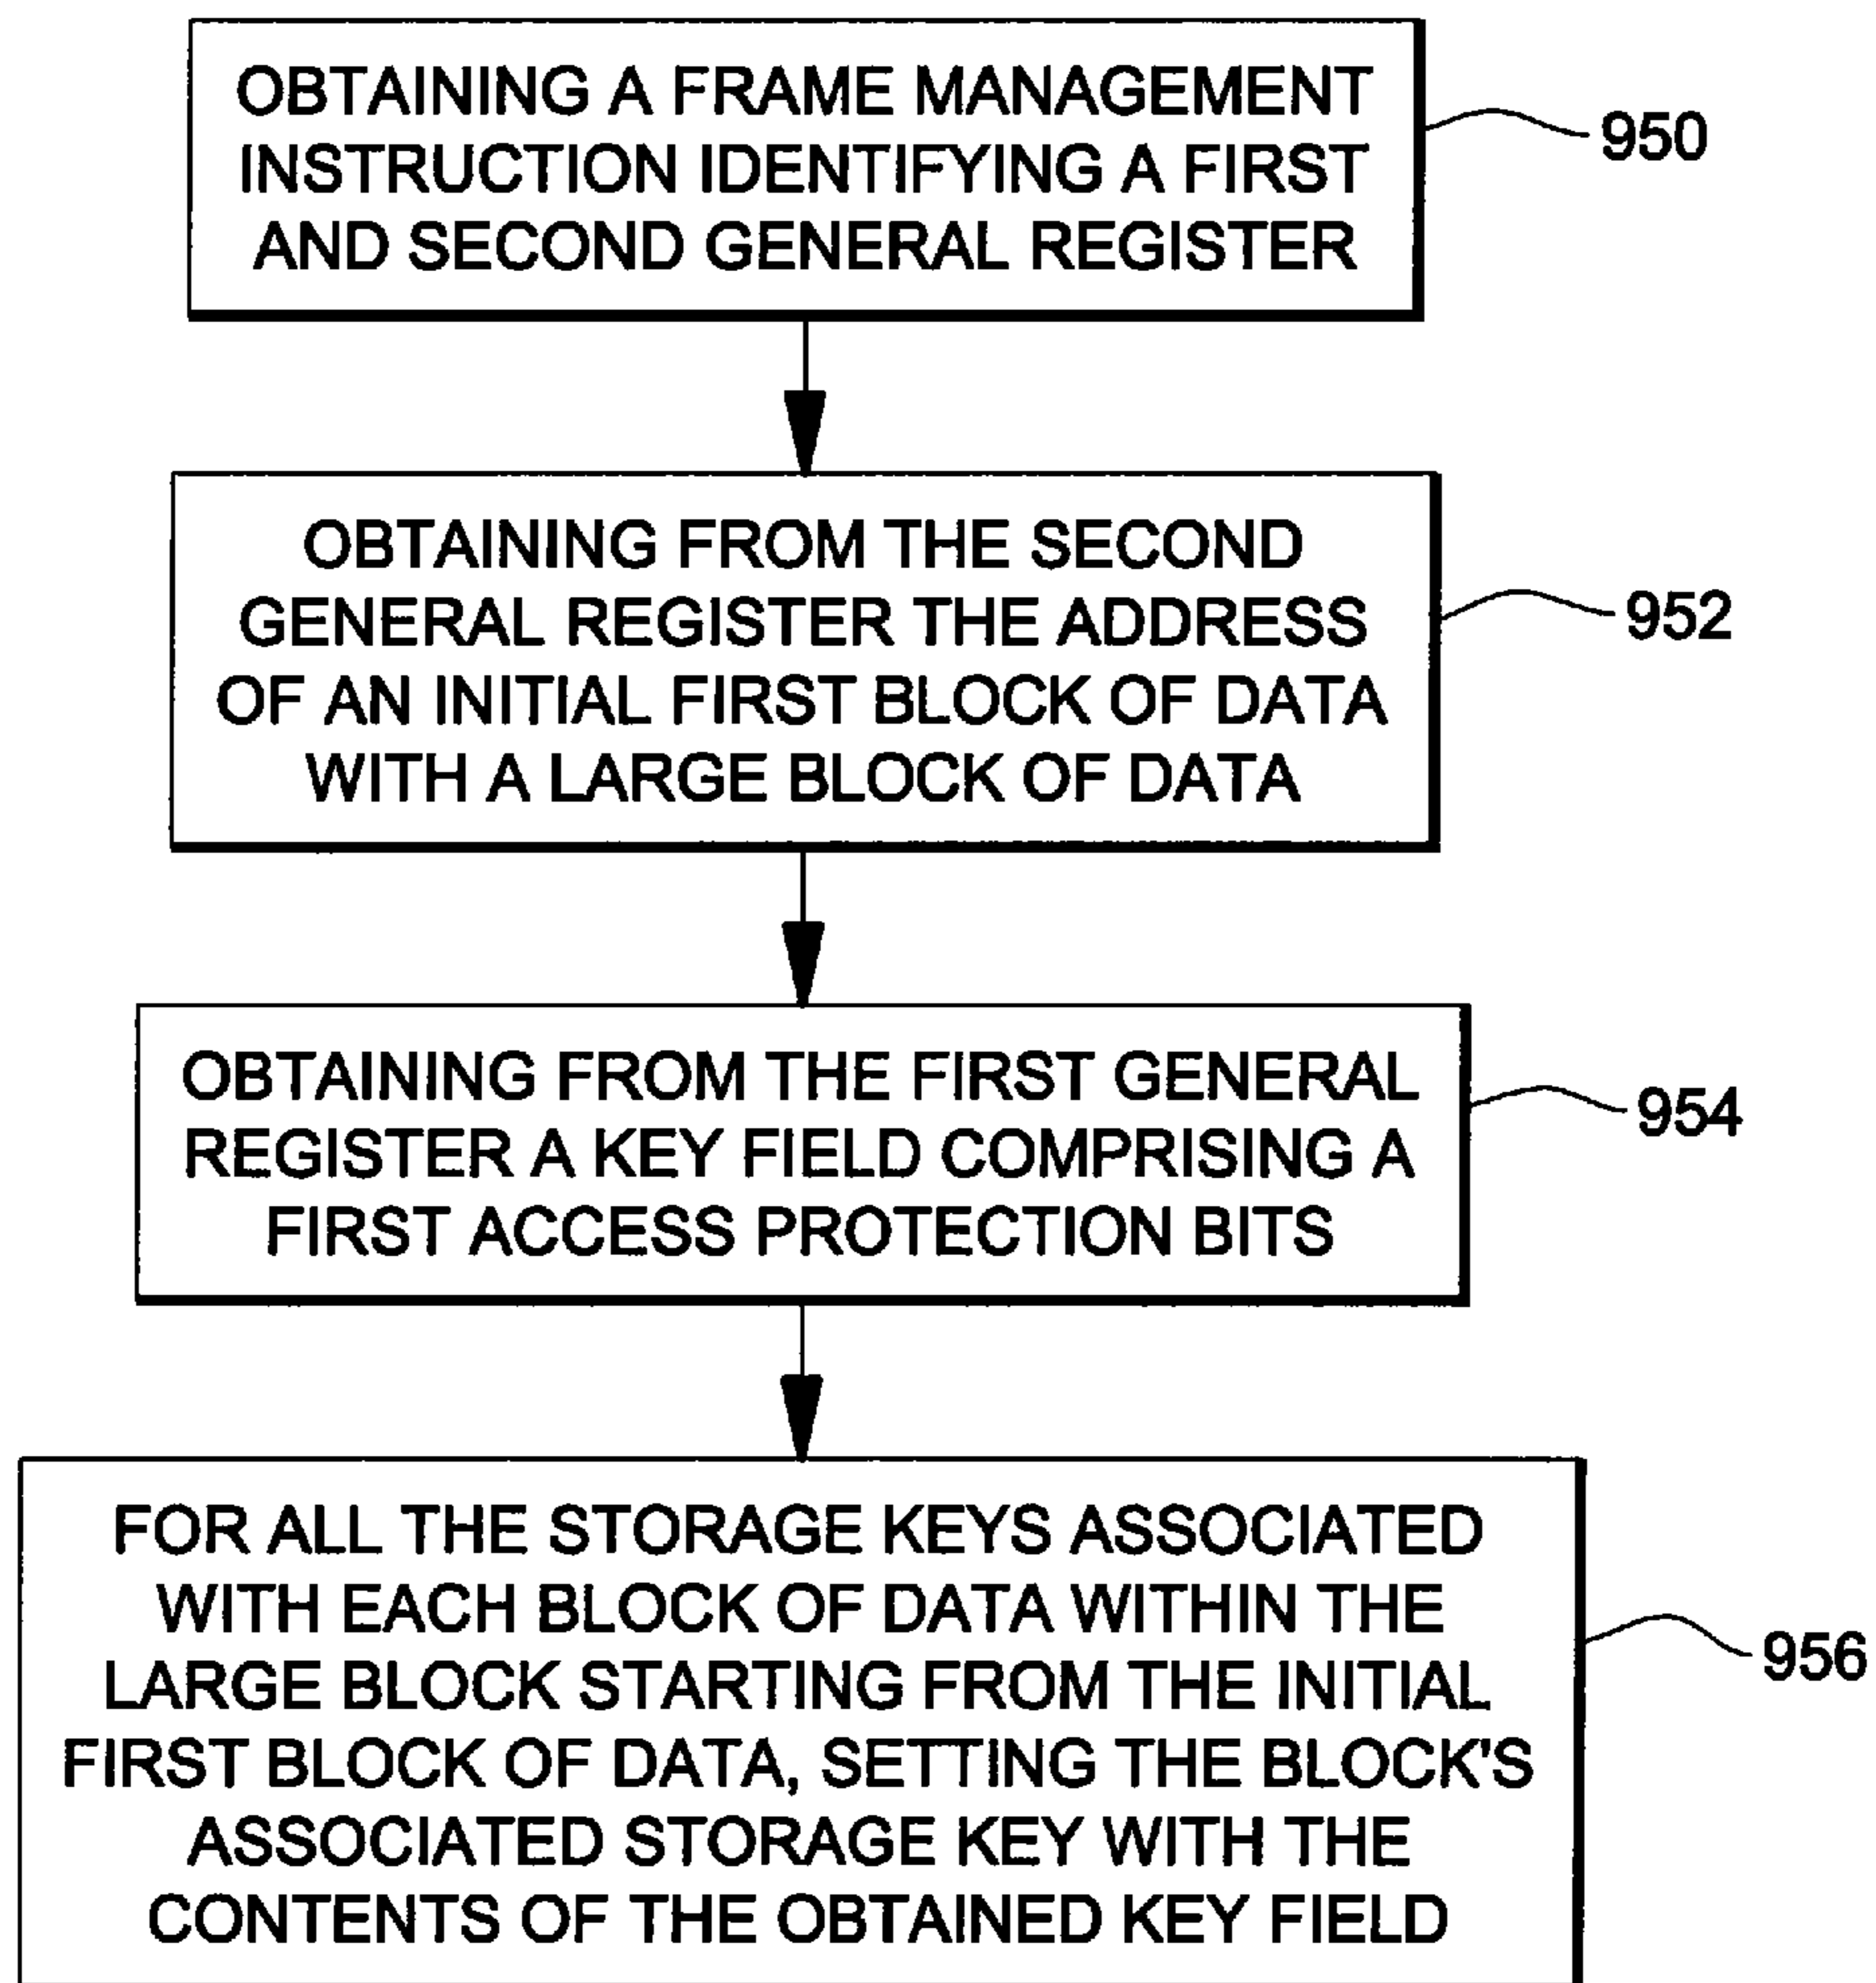 OBTAINING A FRAME MANAGEMENT
INSTRUCTION IDENTIFYING A FIRST
AND SECOND GENERAL REGISTER
950
OBTAINING FROM THE SECOND
GENERAL REGISTER THE ADDRESS
OF AN INITIAL FIRST BLOCK OF DATA
WITH A LARGE BLOCK OF DATA
952
OBTAINING FROM THE FIRST GENERAL
REGISTER A KEY FIELD COMPRISING A
FIRST ACCESS PROTECTION BITS
954
FOR ALL THE STORAGE KEYS ASSOCIATED
WITH EACH BLOCK OF DATA WITHIN THE
LARGE BLOCK STARTING FROM THE INITIAL
FIRST BLOCK OF DATA, SETTING THE BLOCK'S
ASSOCIATED STORAGE KEY WITH THE
CONTENTS OF THE OBTAINED KEY FIELD
956